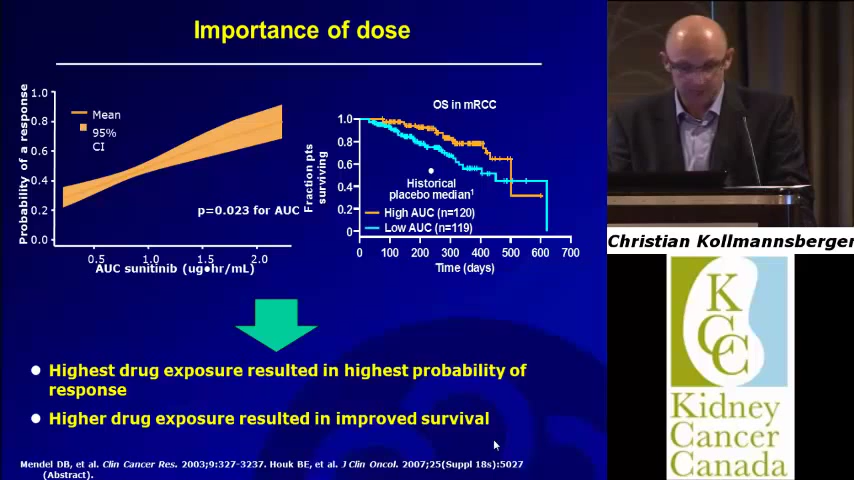 Importance of dose
Probability of a response
1.0
0.8
0.6
0.4
0.2
0.0
Mean
95%
CI
p=0.023 for AUC
0.5
1.0
1.5
2.0
AUC sunitinib (ug•hr/mL)
OS in mRCC
Fraction pts
surviving
1.0
0.8
0.6
0.4
0.2
0
Historical
placebo median¹
High AUC (n=120)
Low AUC (n=119)
0 100 200 300 400 500 600 700
Time (days)
Highest drug exposure resulted in highest probability of
response
Higher drug exposure resulted in improved survival
Mendel DB, et al. Clin Cancer Res. 2003;9:327-3237. Houk BE, et al. J Clin Oncol. 2007;25(Suppl 18s):5027
(Abstract).
Christian Kollmannsberger
KCC
Kidney
Cancer
Canada